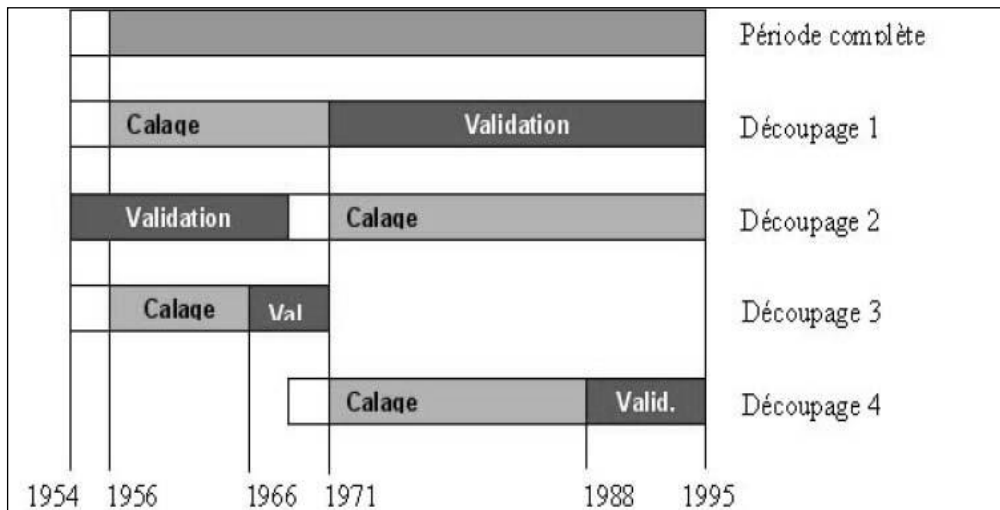 Période complète
Calage Validation Découpage 1
Validation Calage Découpage 2
Calage Val Découpage 3
Calage Valid. Découpage 4
1954 1956 1966 1971 1988 1995